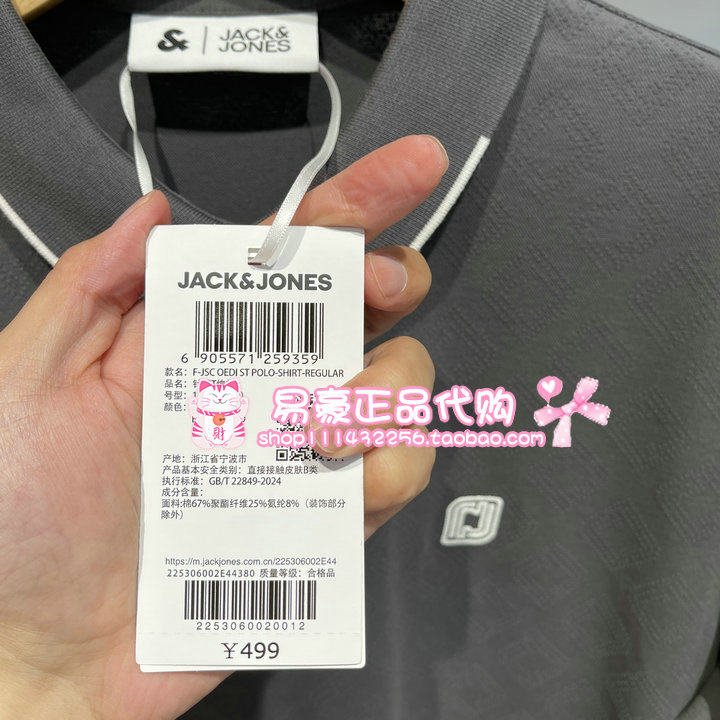 JACK&
JONES
JACK&JONES
6 905571 259359
款名: F-JSC OEDI ST POLO-SHIRT-REGULAR
品名:
号型:
颜色:
易豪正品代购
shop111432256.taobao.com
財
产地: 浙江省宁波市
产品基本安全类别: 直接接触皮肤B类
执行标准: GB/T 22849-2024
成分含量:
面料:棉67%聚酯纤维25%氨纶8% (装饰部分
除外)
https://m.jackjones.com.cn/225306002E44
225306002E44380 质量等级: 合格品
2253060020012
¥499